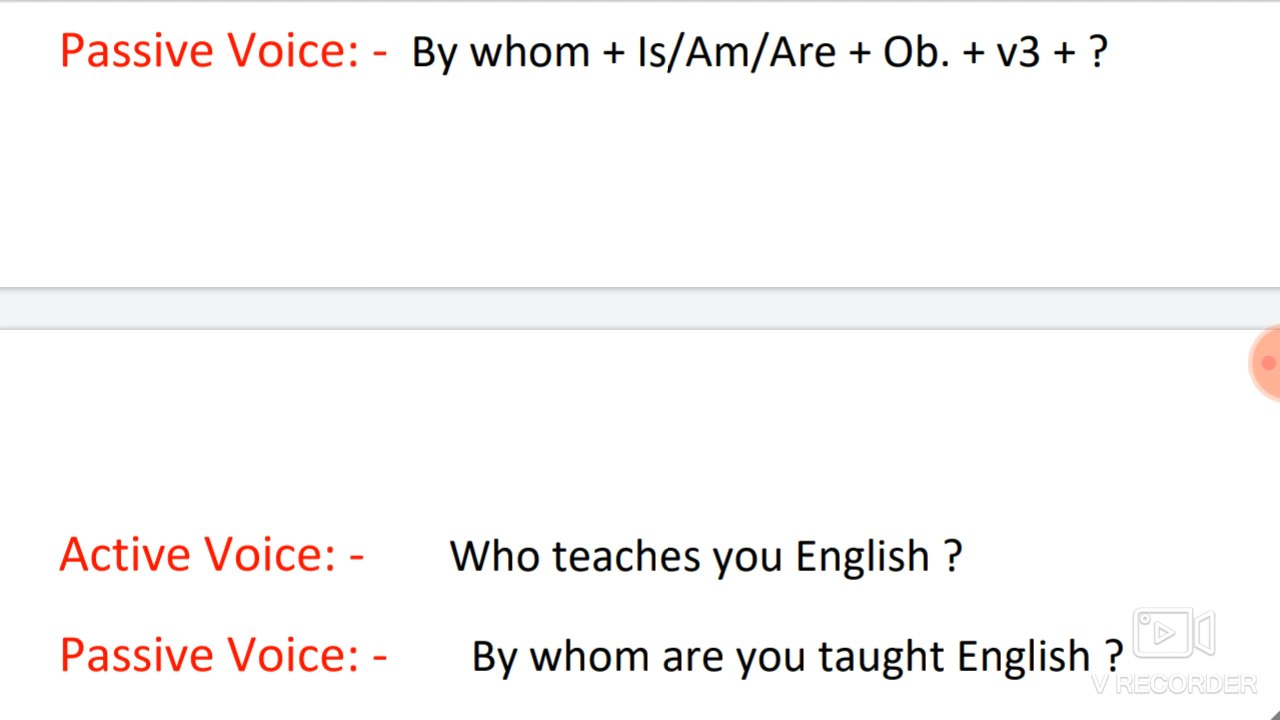 Passive Voice: - By whom + Is/Am/Are + Ob. + v3 + ?
Active Voice: - Who teaches you English ?
Passive Voice: - By whom are you taught English ?
V RECORDER